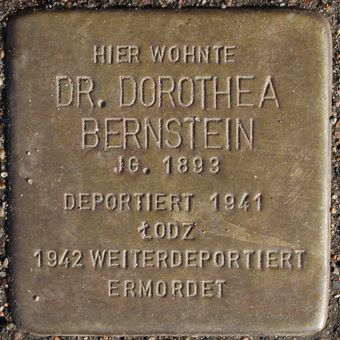 HIER WOHNTE
DR. DOROTHEA
BERNSTEIN
JG. 1893
DEPORTIERT 1941
ŁODZ
1942 WEITERDEPORTIERT
ERMORDET